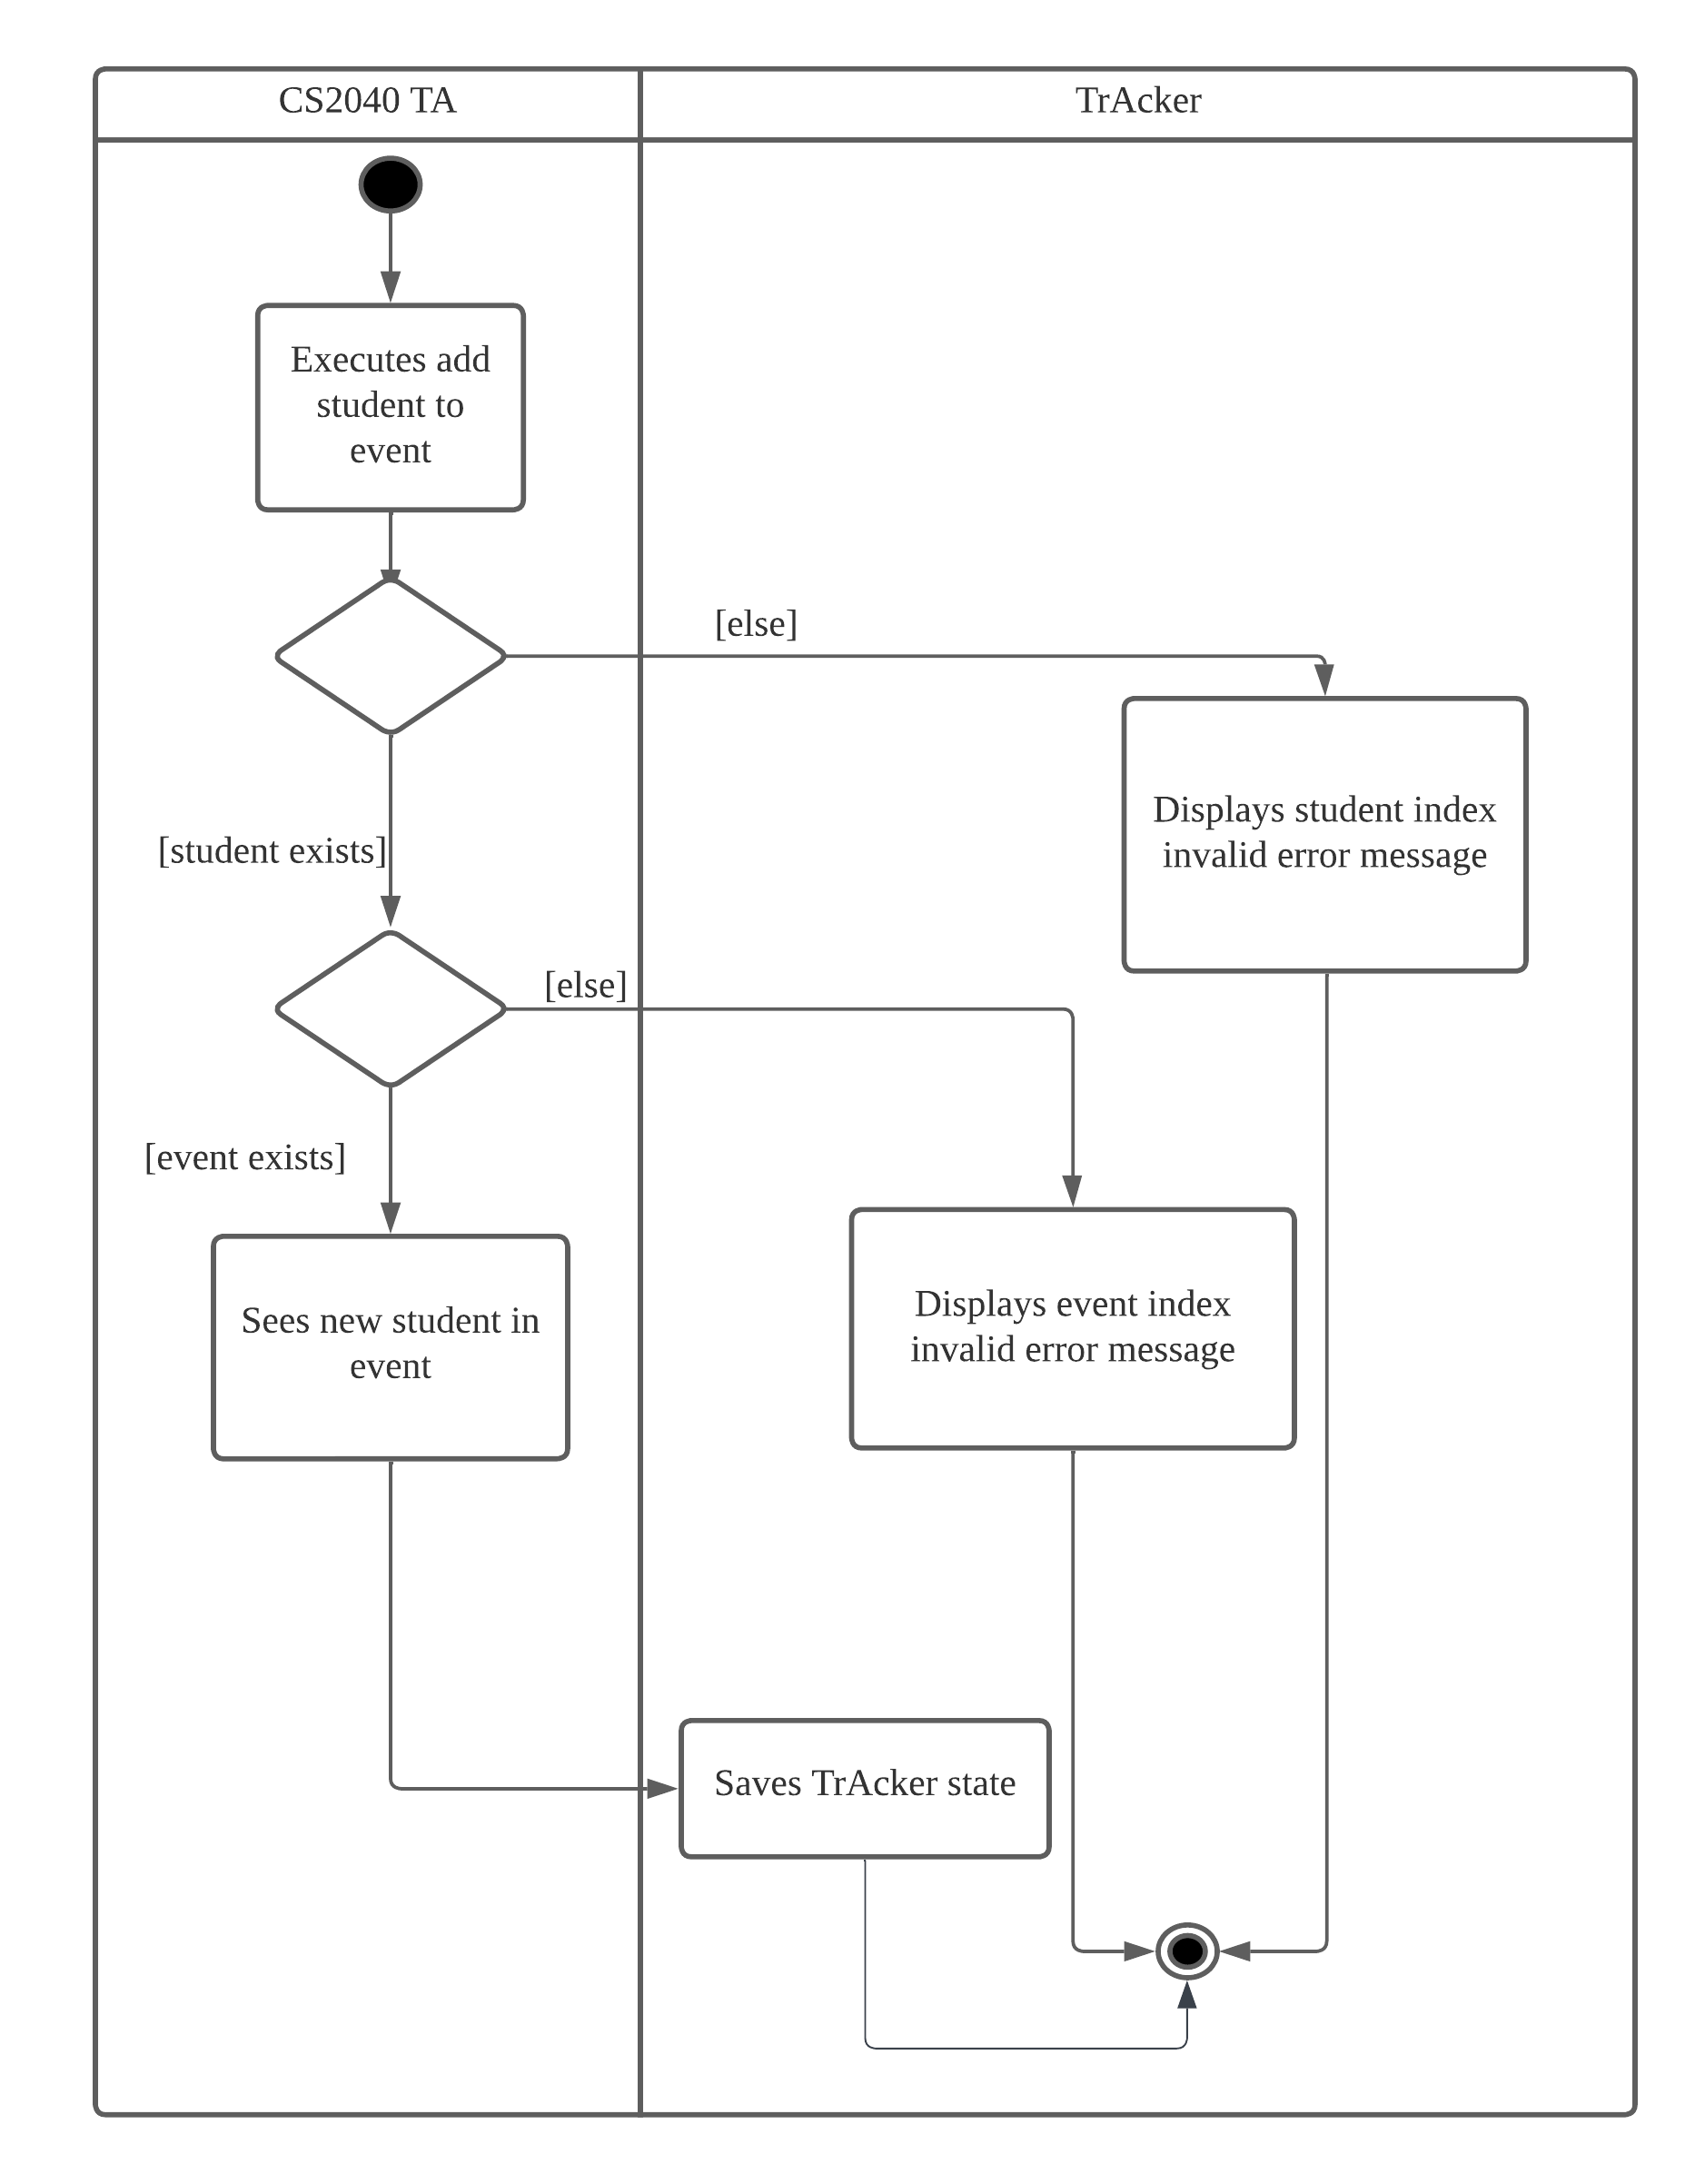 CS2040 TA
TrAcker
Executes add
student to
event
[else]
Displays student index
invalid error message
[student exists]
[else]
[event exists]
Displays event index
invalid error message
Sees new student in
event
Saves TrAcker state